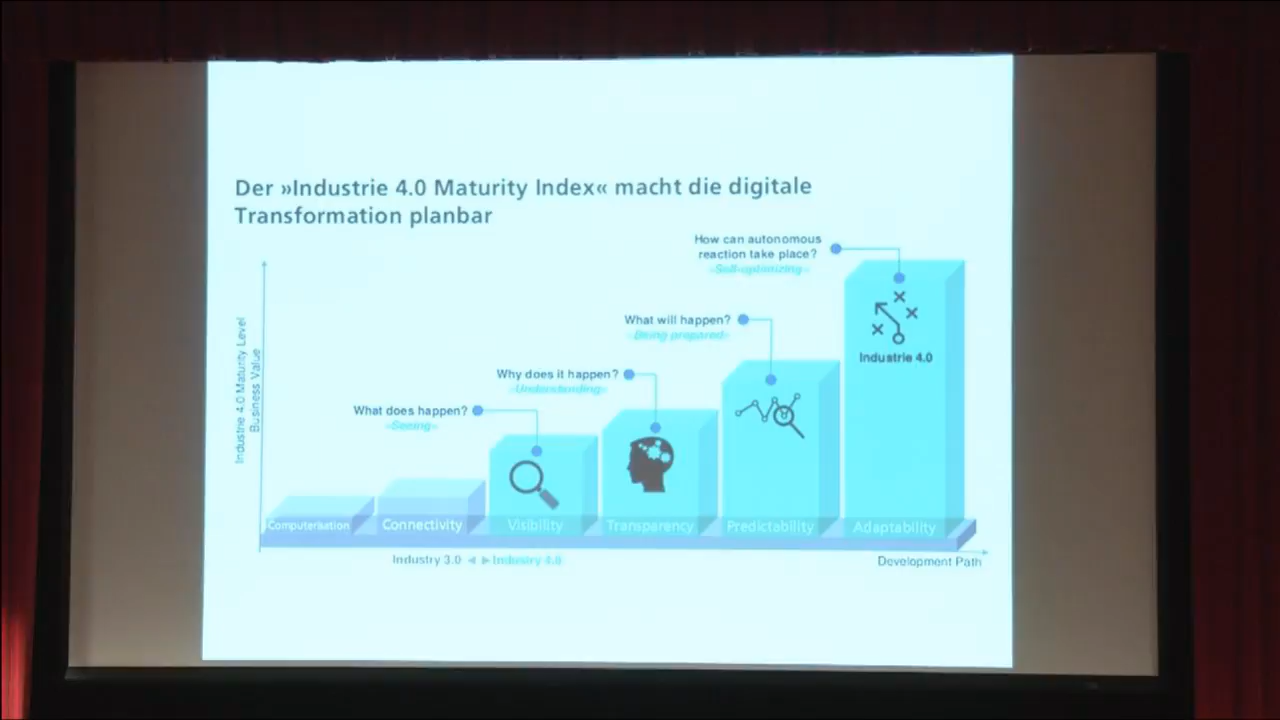 Der »Industrie 4.0 Maturity Index« macht die digitale
Transformation planbar
How can autonomous
reaction take place?
»Self-optimizing«
What will happen?
»Being prepared«
Why does it happen?
»Understanding«
What does happen?
»Seeing«
Industrie 4.0 Maturity Level
Business Value
Industrie 4.0
Computerisation
Connectivity
Visibility
Transparency
Predictability
Adaptability
Industry 3.0 ◄ ► Industry 4.0
Development Path